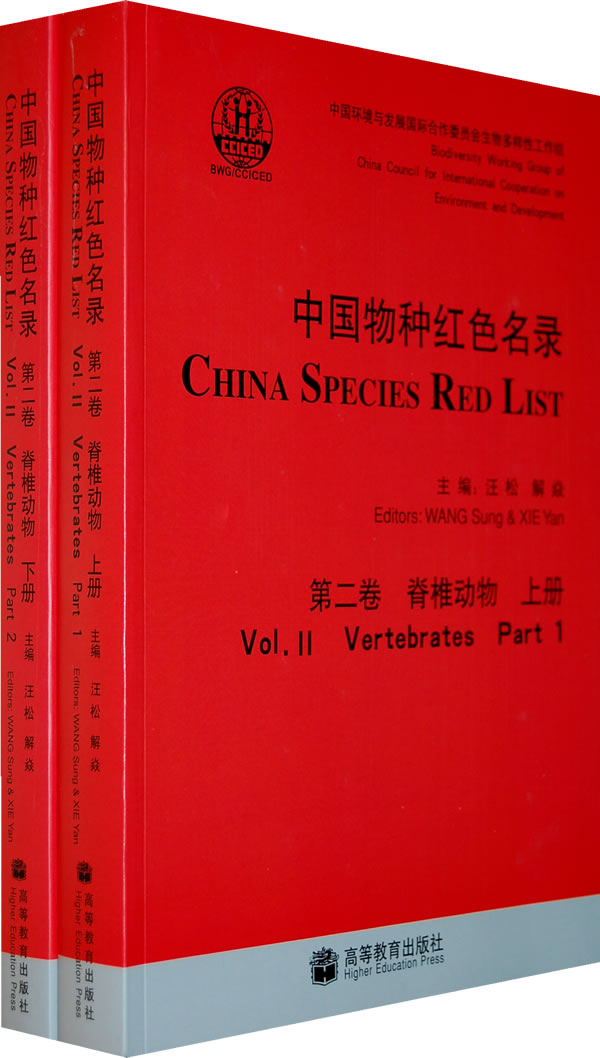 CCICED
BWG/CCICED
中国环境与发展国际合作委员会生物多样性工作组
Biodiversity Working Group of
China Council for International Cooperation on
Environment and Development
中国物种红色名录
CHINA SPECIES RED LIST
主编：汪松 解焱
Editors: WANG Sung & XIE Yan
第二卷 脊椎动物 上册
Vol.II Vertebrates Part 1
高等教育出版社
Higher Education Press
中国物种红色名录 第二卷 脊椎动物 上册 主编 汪松 解焱
CHINA SPECIES RED LIST Vol.II Vertebrates Part 1 Editors: WANG Sung & XIE Yan
高等教育出版社
Higher Education Press
中国物种红色名录 第二卷 脊椎动物 下册 主编 汪松 解焱
CHINA SPECIES RED LIST Vol.II Vertebrates Part 2 Editors: WANG Sung & XIE Yan
高等教育出版社
Higher Education Press